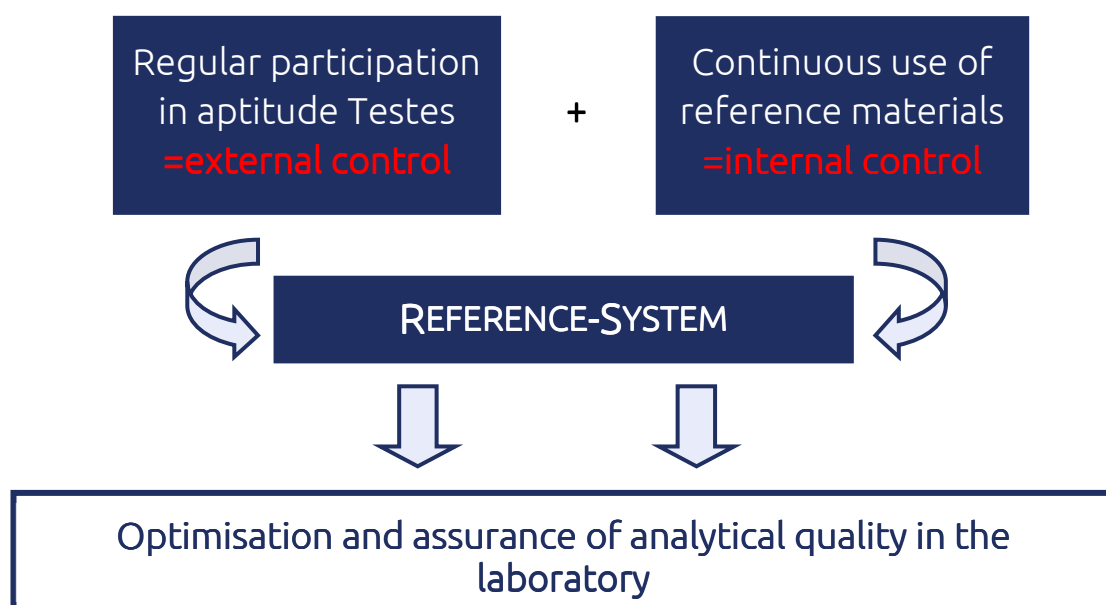 Regular participation
in aptitude Testes
=external control
+
Continuous use of
reference materials
=internal control
REFERENCE-SYSTEM
Optimisation and assurance of analytical quality in the
laboratory